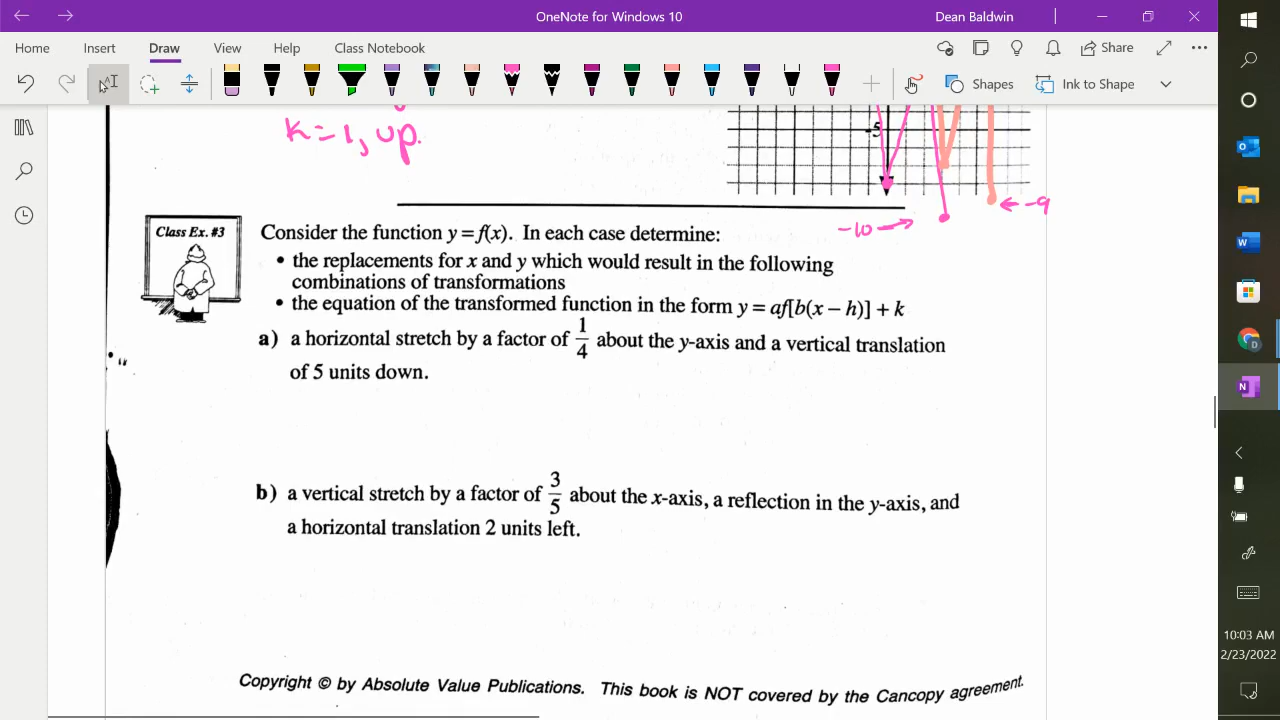 OneNote for Windows 10
Dean Baldwin
Home Insert Draw View Help Class Notebook
Share
Shapes
Ink to Shape
k=1, up.
-5
-10
-9
Class Ex. #3
Consider the function y = f(x). In each case determine:
• the replacements for x and y which would result in the following
combinations of transformations
• the equation of the transformed function in the form y = af[b(x – h)] + k
a) a horizontal stretch by a factor of 1/4 about the y-axis and a vertical translation
of 5 units down.
b) a vertical stretch by a factor of 3/5 about the x-axis, a reflection in the y-axis, and
a horizontal translation 2 units left.
Copyright © by Absolute Value Publications. This book is NOT covered by the Cancopy agreement.
10:03 AM
2/23/2022